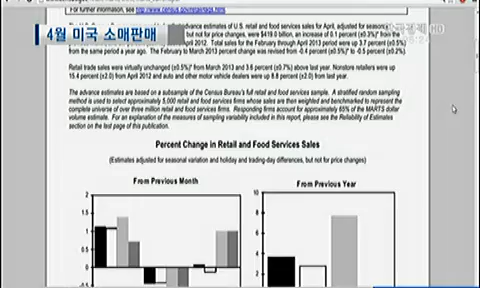 For further information, see http://www.census.gov/retail
4월 미국 소매판매
advance estimates of U.S. retail and food services sales for April, adjusted for seasonal
but not for price changes, were $419.0 billion, an increase of 0.1 percent (±0.3%)* from the
April 2012. Total sales for the February through April 2013 period were up 3.7 percent (±0.5%)
from the same period a year ago. The February to March 2013 percent change was revised from -0.4 percent (±0.5%)* to -0.5 percent (±0.2%).
Retail trade sales were virtually unchanged (±0.5%)* from March 2013 and 3.6 percent (±0.7%) above last year. Nonstore retailers were up
15.4 percent (±2.0) from April 2012 and auto and other motor vehicle dealers were up 8.8 percent (±2.0) from last year.
The advance estimates are based on a subsample of the Census Bureau's full retail and food services sample. A stratified random sampling
method is used to select approximately 5,000 retail and food services firms whose sales are then weighted and benchmarked to represent the
complete universe of over three million retail and food services firms. Responding firms account for approximately 65% of the MARTS dollar
volume estimate. For an explanation of the measures of sampling variability included in this report, please see the Reliability of Estimates
section on the last page of this publication.
Percent Change in Retail and Food Services Sales
(Estimates adjusted for seasonal variation and holiday and trading-day differences, but not for price changes)
From Previous Month
From Previous Year
2
1.5
1
0.5
0
-0.5
10
8
6
4
2